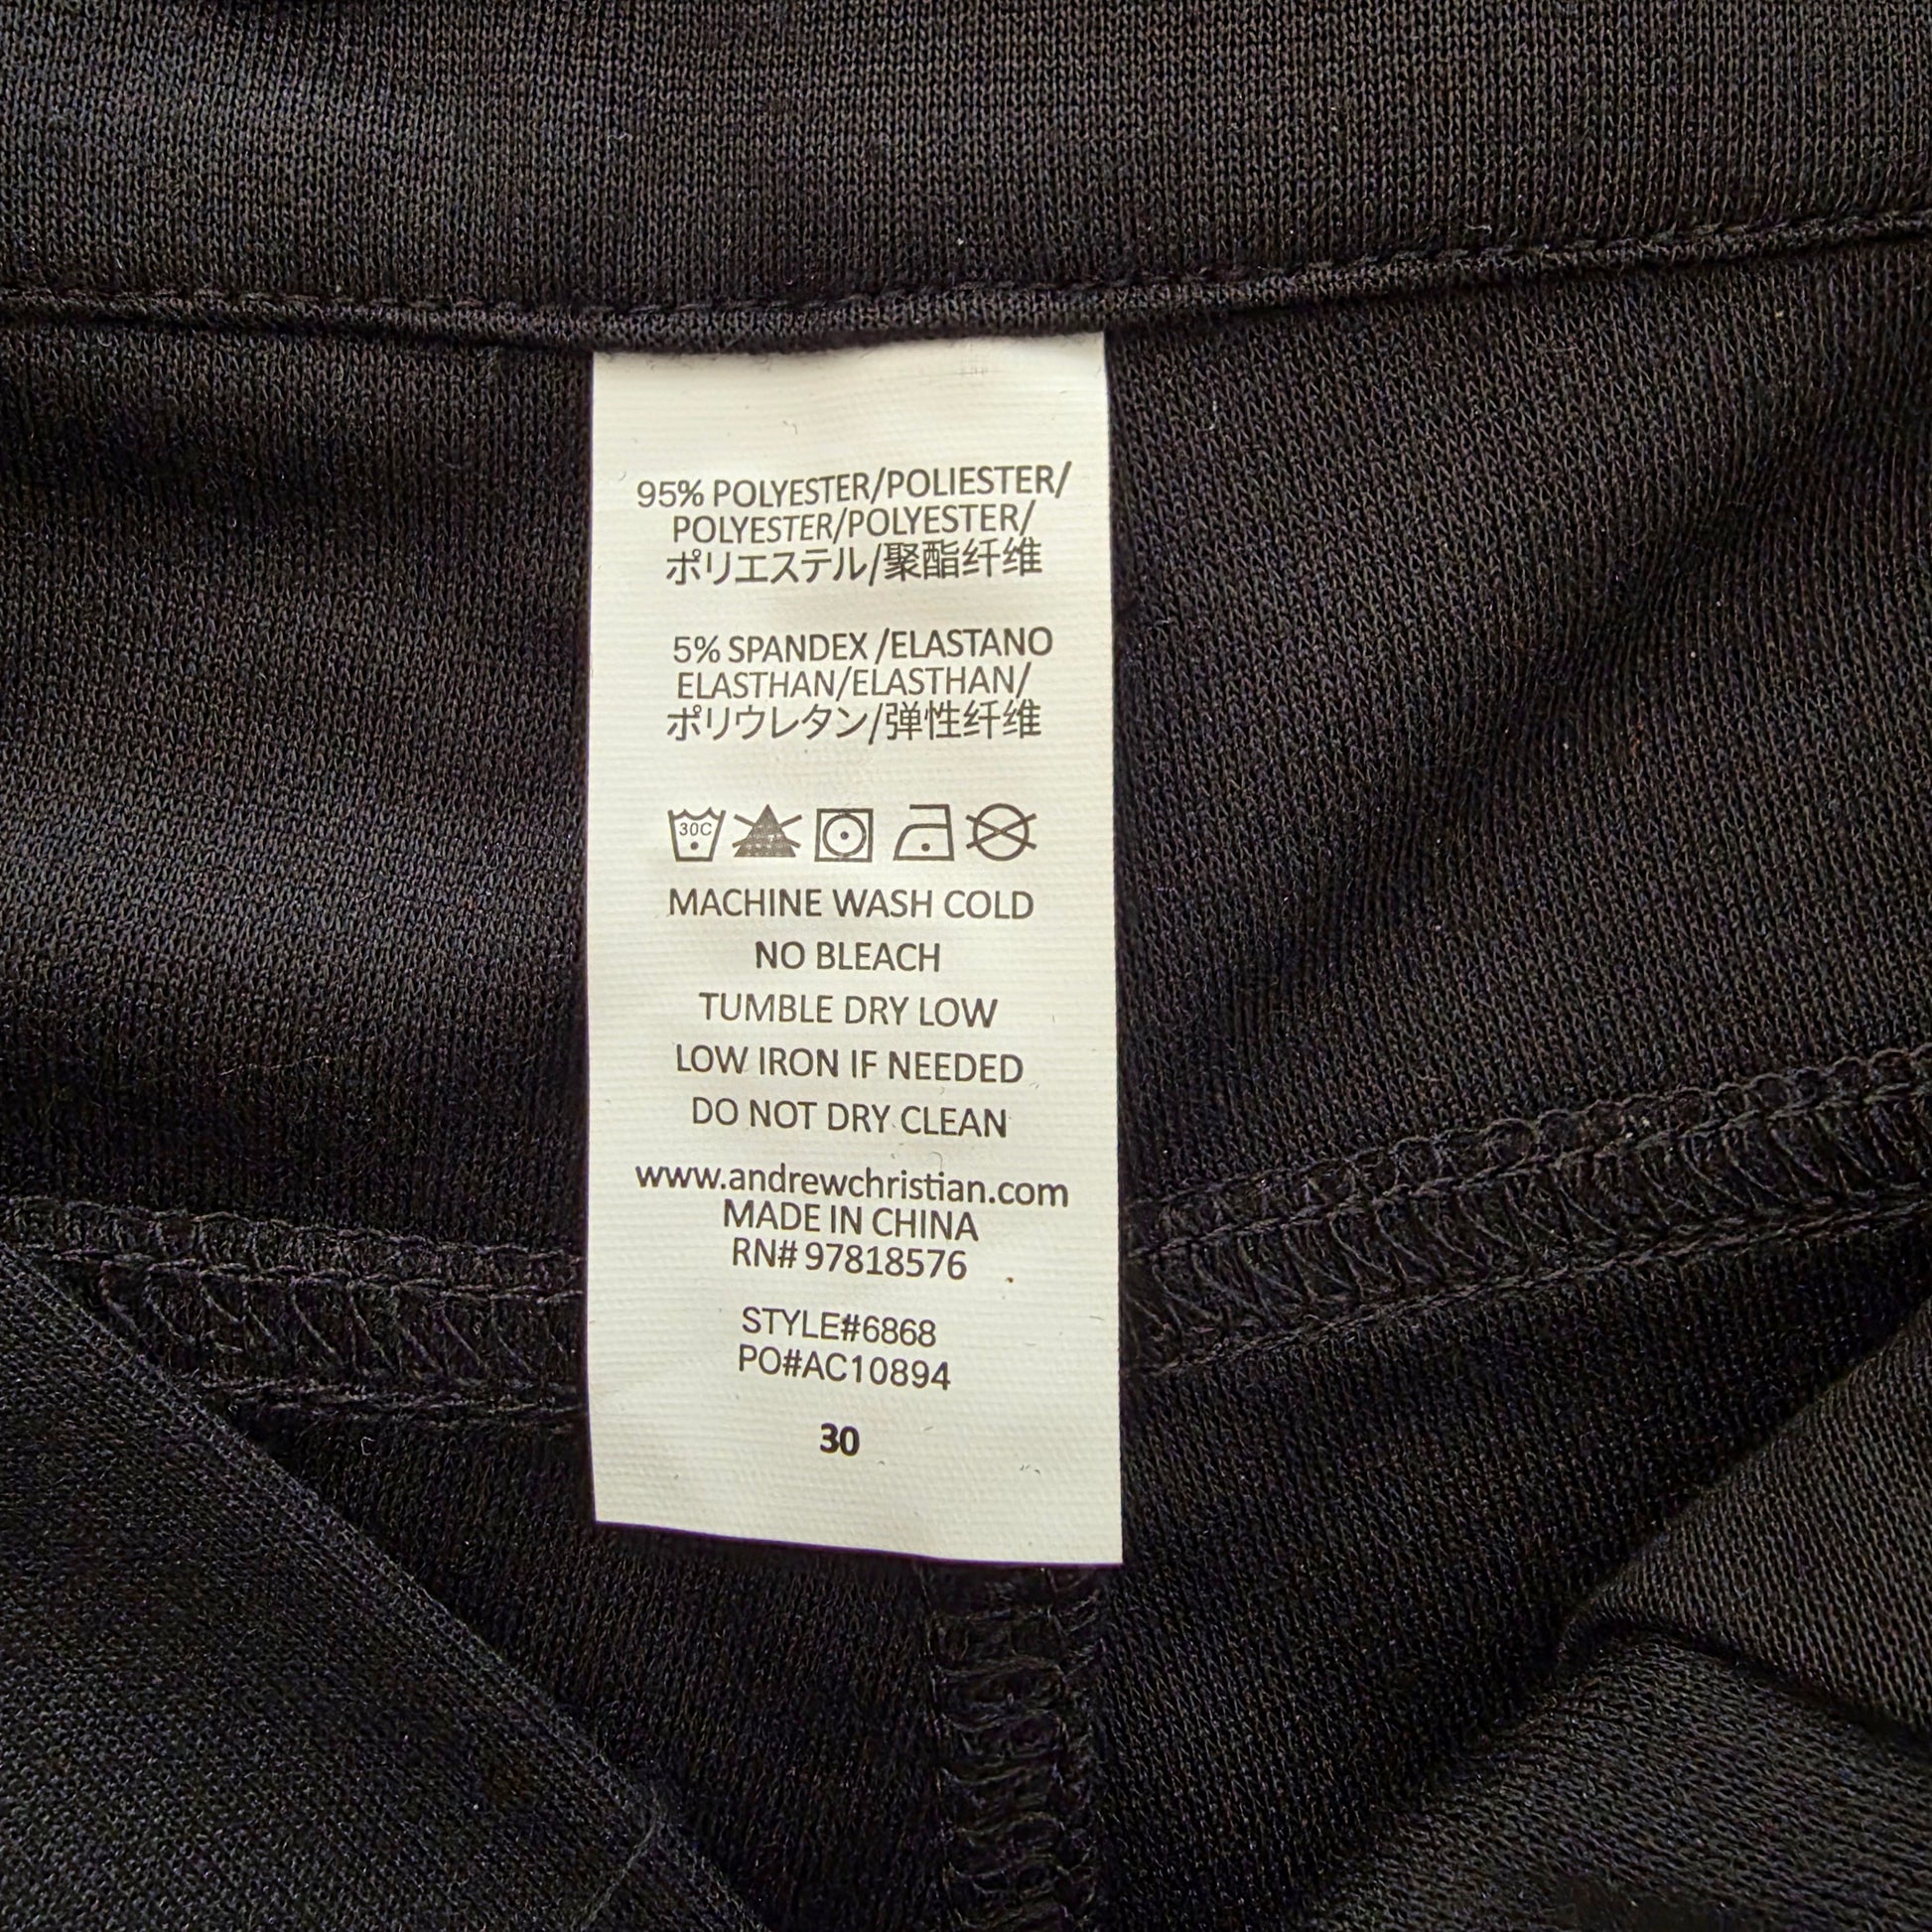 95% POLYESTER/POLIESTER/
POLYESTER/POLYESTER/
ポリエステル/聚酯纤维
5% SPANDEX /ELASTANO
ELASTHAN/ELASTHAN/
ポリウレタン/弹性纤维
30C
MACHINE WASH COLD
NO BLEACH
TUMBLE DRY LOW
LOW IRON IF NEEDED
DO NOT DRY CLEAN
www.andrewchristian.com
MADE IN CHINA
RN# 97818576
STYLE#6868
PO#AC10894
30